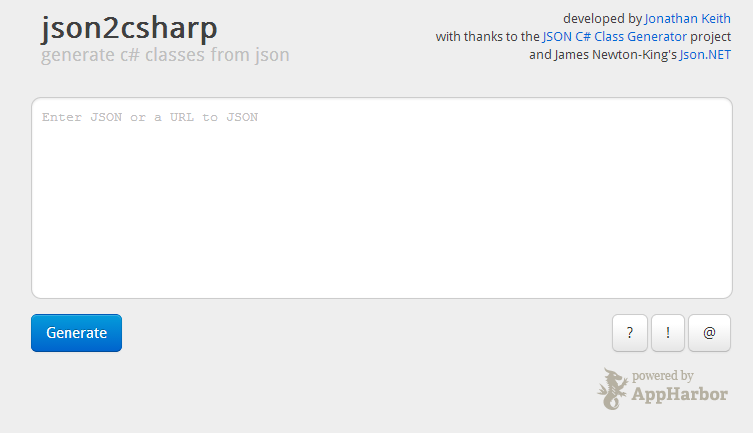 json2csharp
generate c# classes from json
developed by Jonathan Keith
with thanks to the JSON C# Class Generator project
and James Newton-King's Json.NET
Enter JSON or a URL to JSON
Generate
? ! @
powered by
AppHarbor